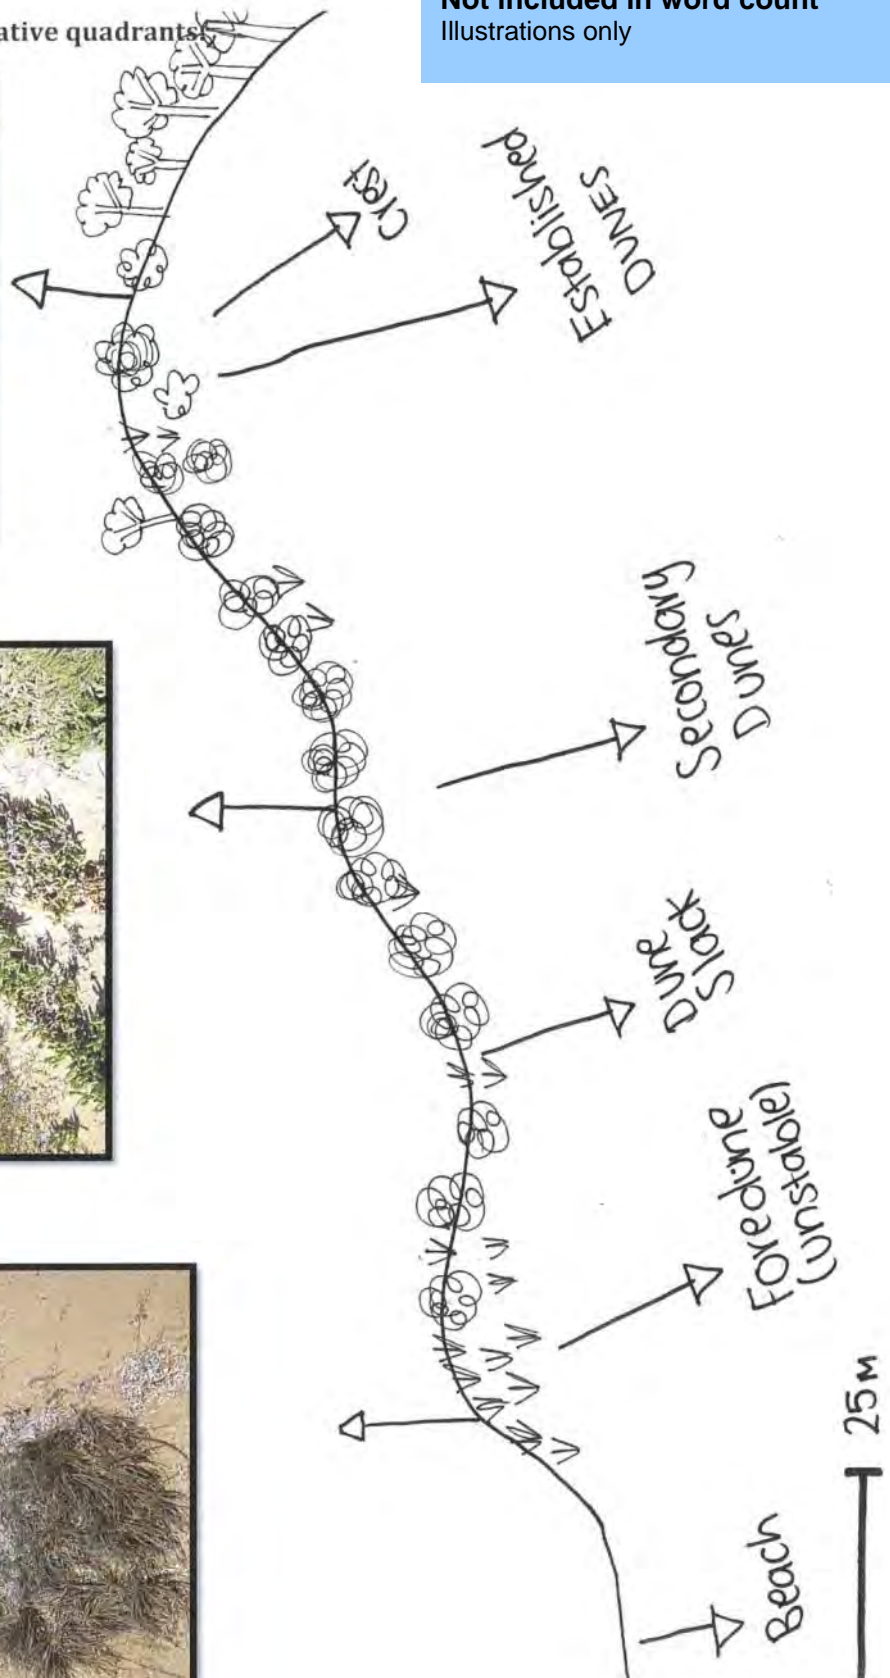 ative quadrants.
Not included in word count
Illustrations only
Crest
Established
DUNES
Secondary
Dunes
Dune
Slack
Foredune
(unstable)
Beach
25M